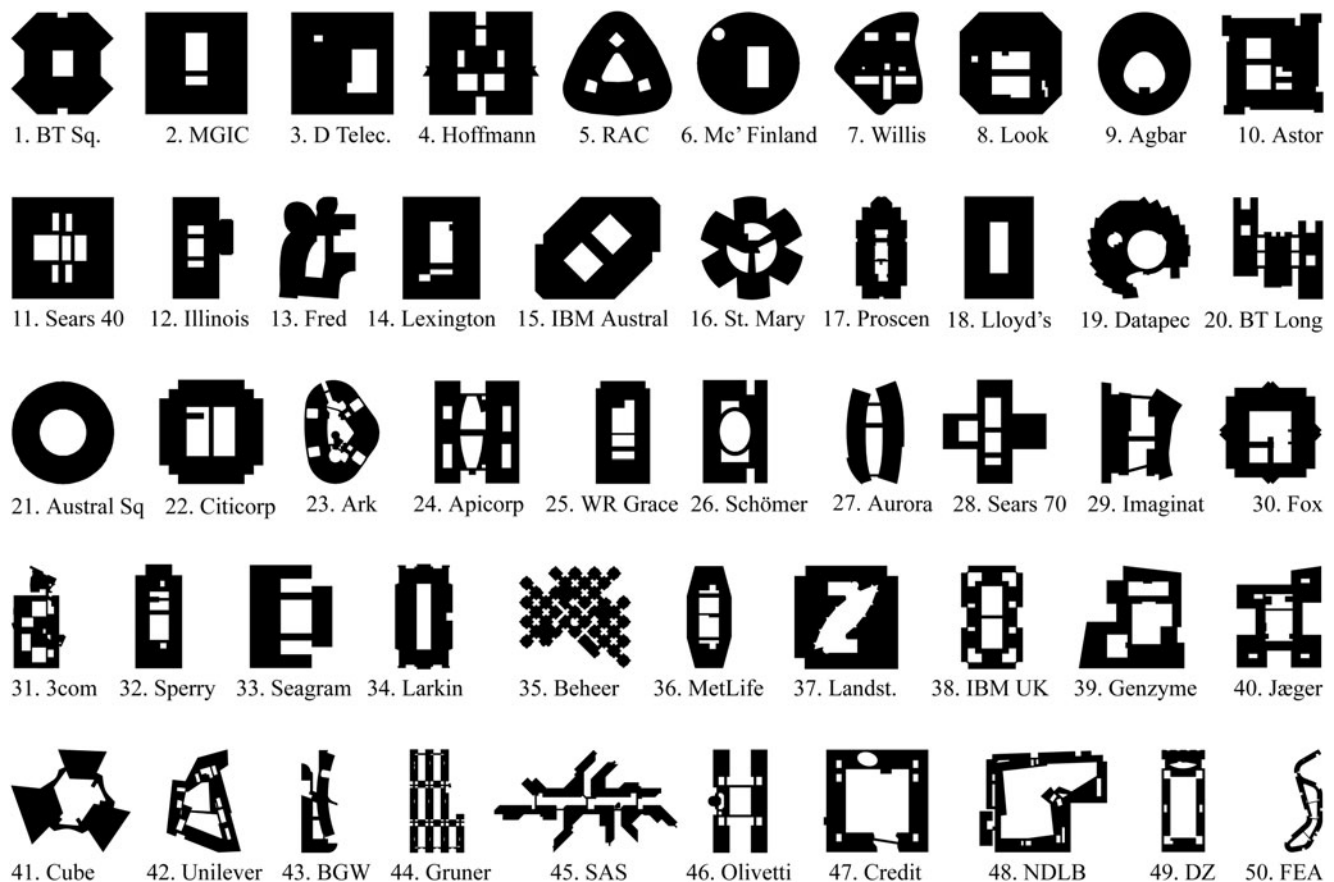 1. BT Sq. 2. MGIC 3. D Telec. 4. Hoffmann 5. RAC 6. Mc' Finland 7. Willis 8. Look 9. Agbar 10. Astor
11. Sears 40 12. Illinois 13. Fred 14. Lexington 15. IBM Austral 16. St. Mary 17. Proscen 18. Lloyd's 19. Datapec 20. BT Long
21. Austral Sq 22. Citicorp 23. Ark 24. Apicorp 25. WR Grace 26. Schömer 27. Aurora 28. Sears 70 29. Imaginat 30. Fox
31. 3com 32. Sperry 33. Seagram 34. Larkin 35. Beheer 36. MetLife 37. Landst. 38. IBM UK 39. Genzyme 40. Jæger
41. Cube 42. Unilever 43. BGW 44. Gruner 45. SAS 46. Olivetti 47. Credit 48. NDLB 49. DZ 50. FEA